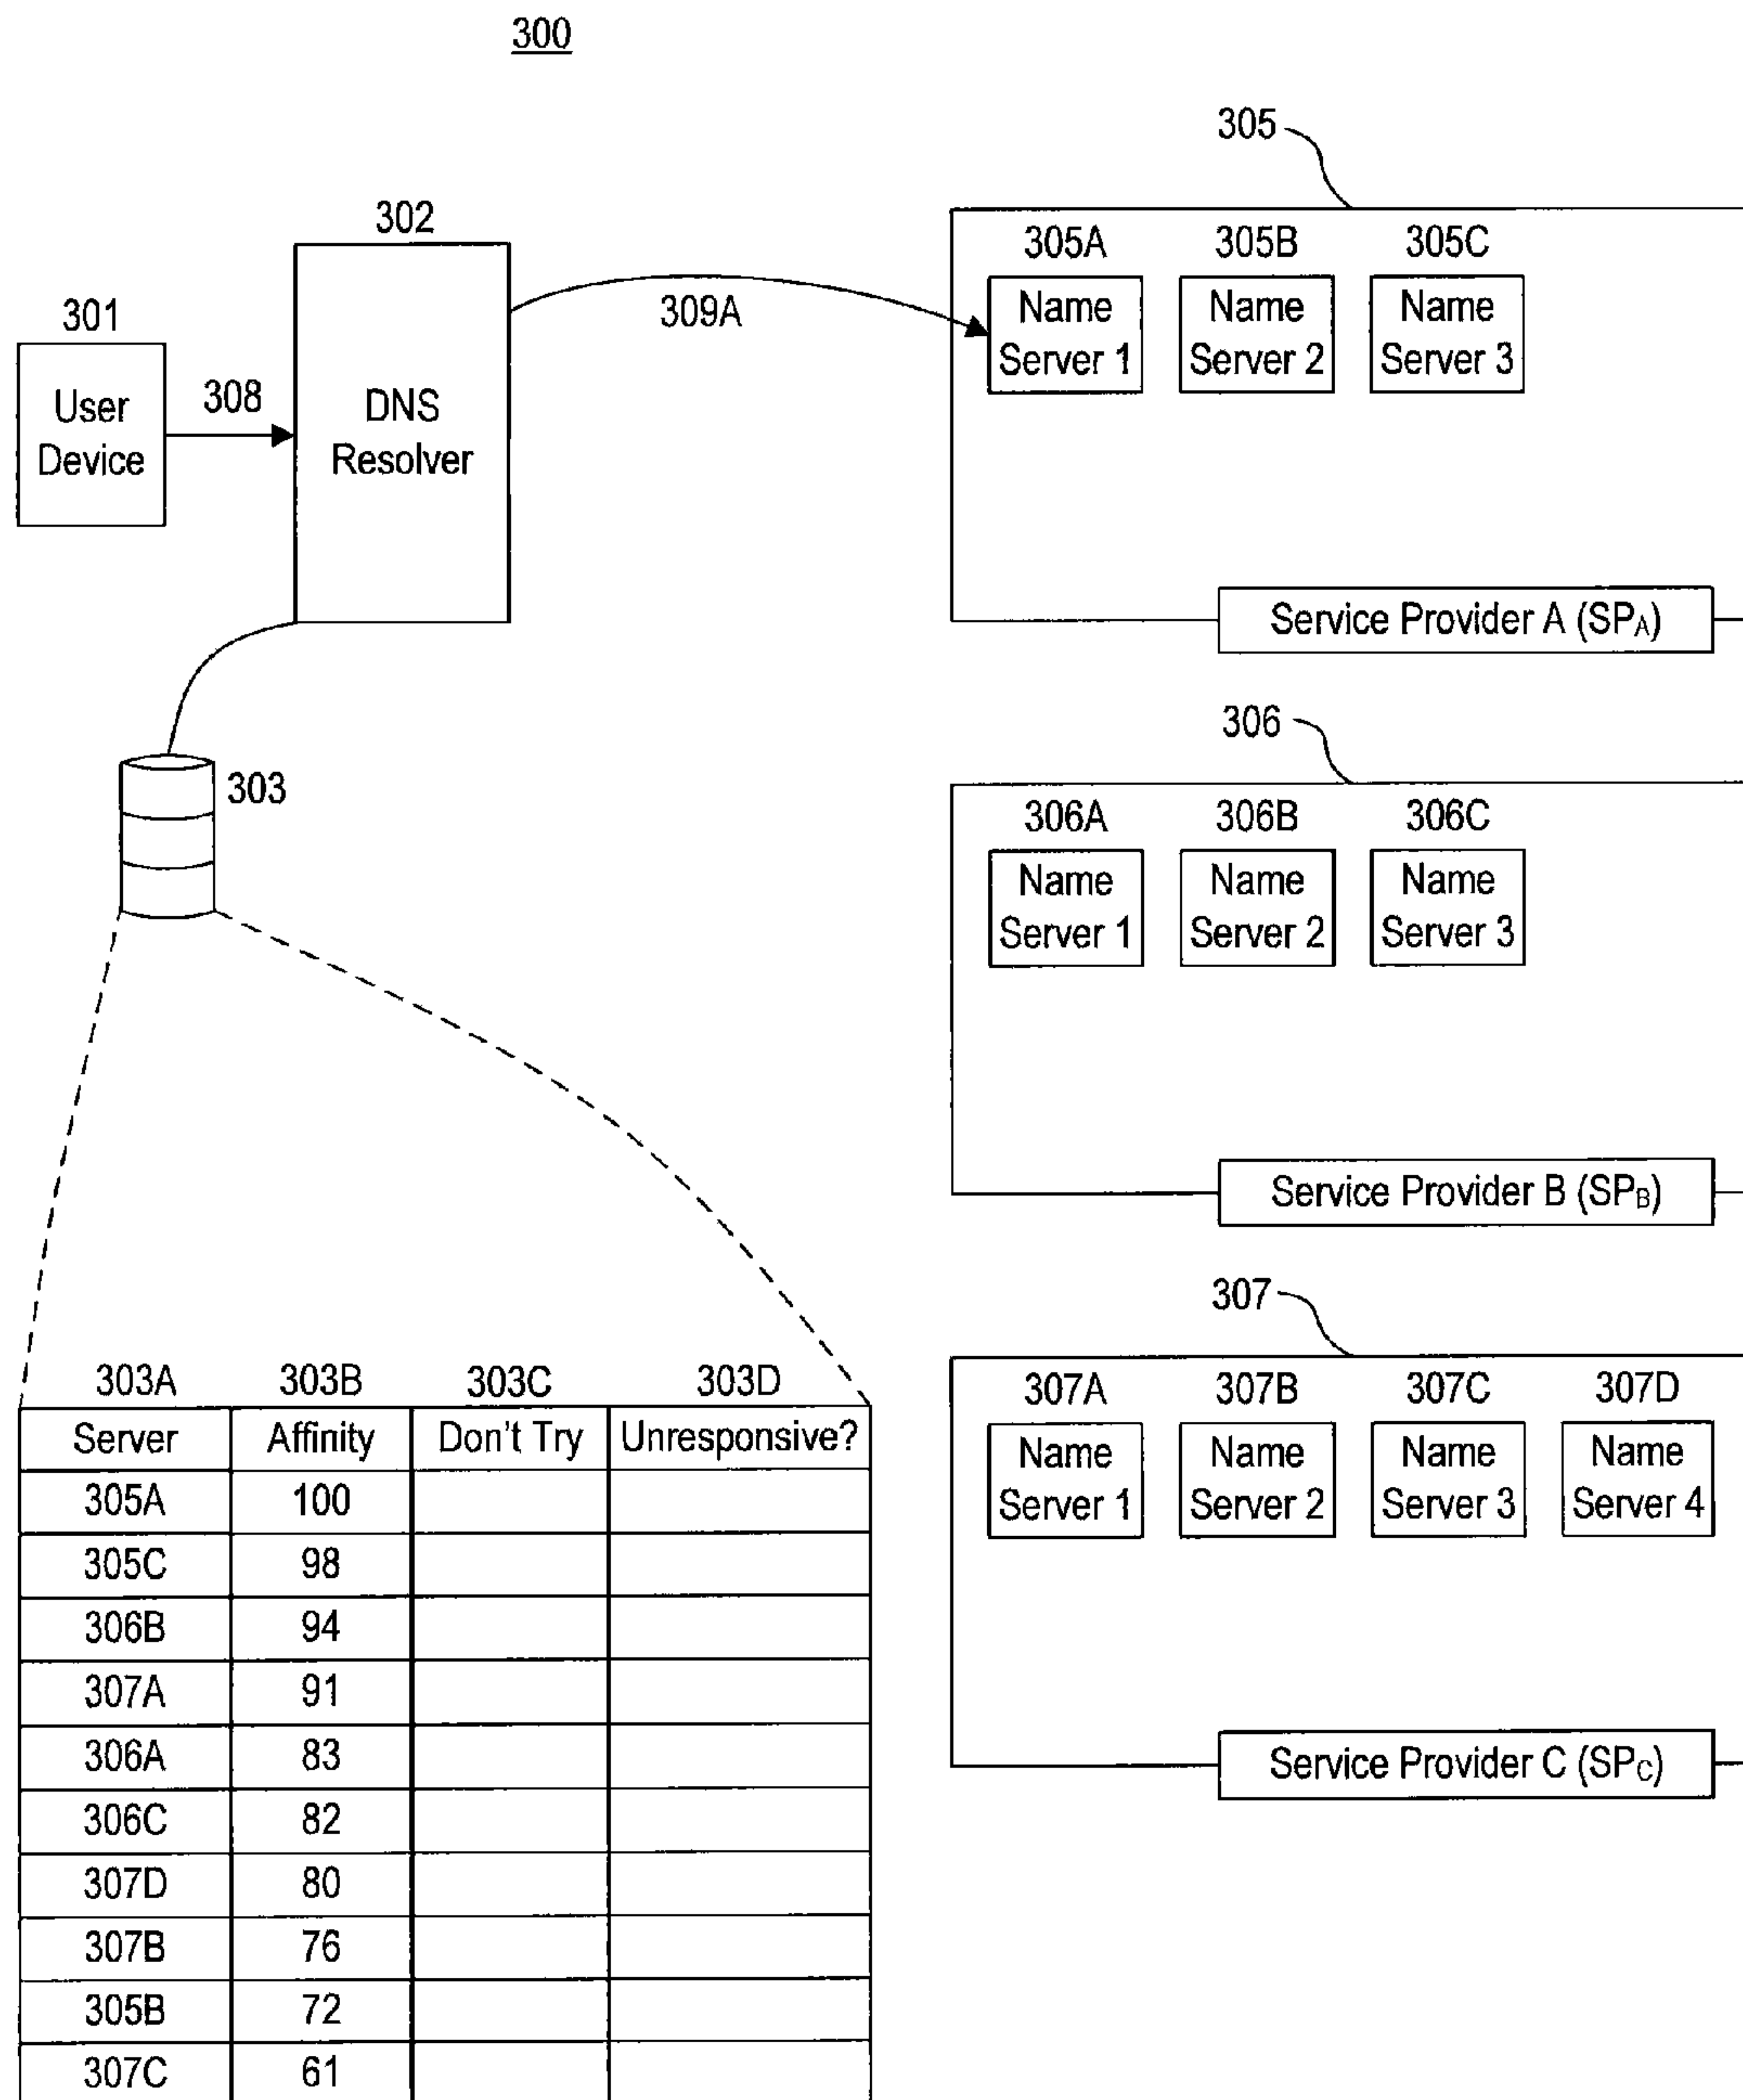 300
305
302
305A 305B 305C
301
309A
Name Server 1
Name Server 2
Name Server 3
User Device
308
DNS Resolver
Service Provider A (SPA)
306
303
306A 306B 306C
Name Server 1
Name Server 2
Name Server 3
Service Provider B (SPB)
307
307A 307B 307C 307D
Name Server 1
Name Server 2
Name Server 3
Name Server 4
Service Provider C (SPC)
303A 303B 303C 303D
Server Affinity Don't Try Unresponsive?
305A 100
305C 98
306B 94
307A 91
306A 83
306C 82
307D 80
307B 76
305B 72
307C 61